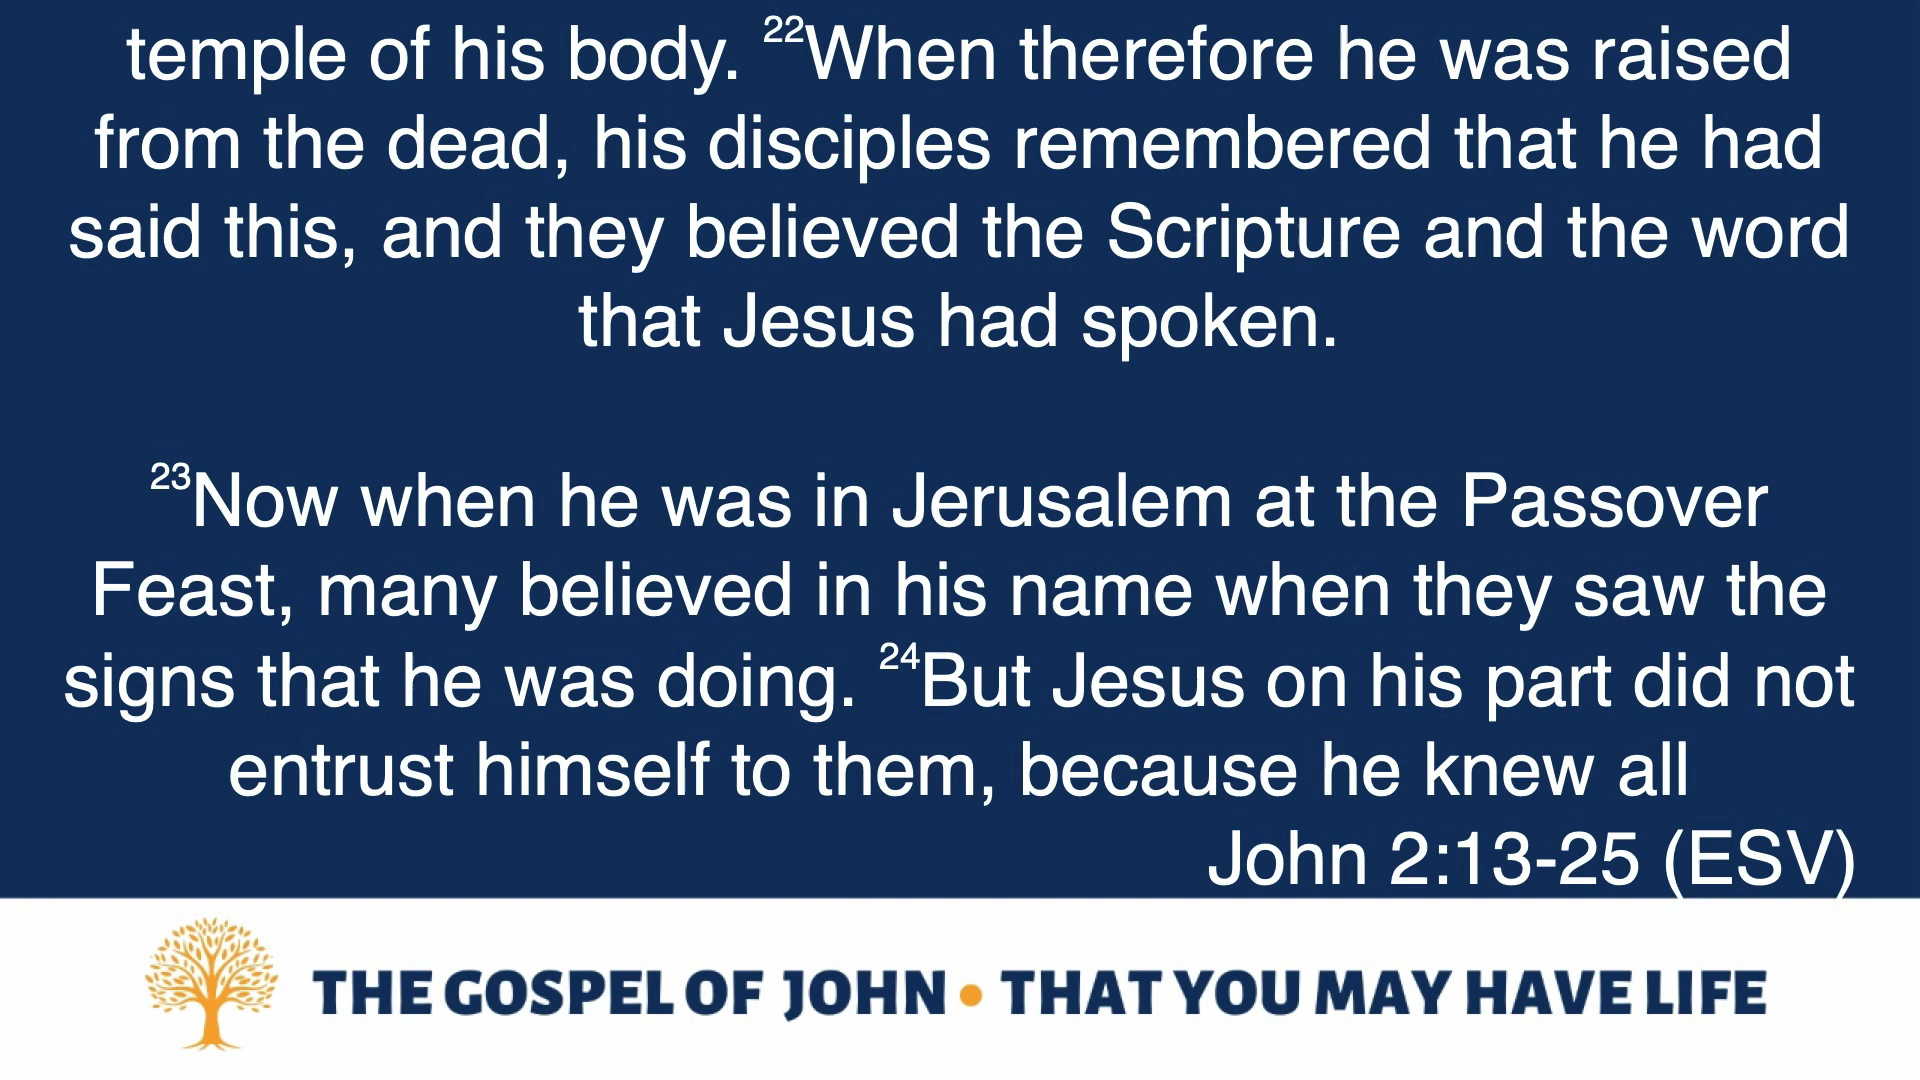 temple of his body. ²²When therefore he was raised
from the dead, his disciples remembered that he had
said this, and they believed the Scripture and the word
that Jesus had spoken.
²³Now when he was in Jerusalem at the Passover
Feast, many believed in his name when they saw the
signs that he was doing. ²⁴But Jesus on his part did not
entrust himself to them, because he knew all
John 2:13-25 (ESV)
THE GOSPEL OF JOHN • THAT YOU MAY HAVE LIFE